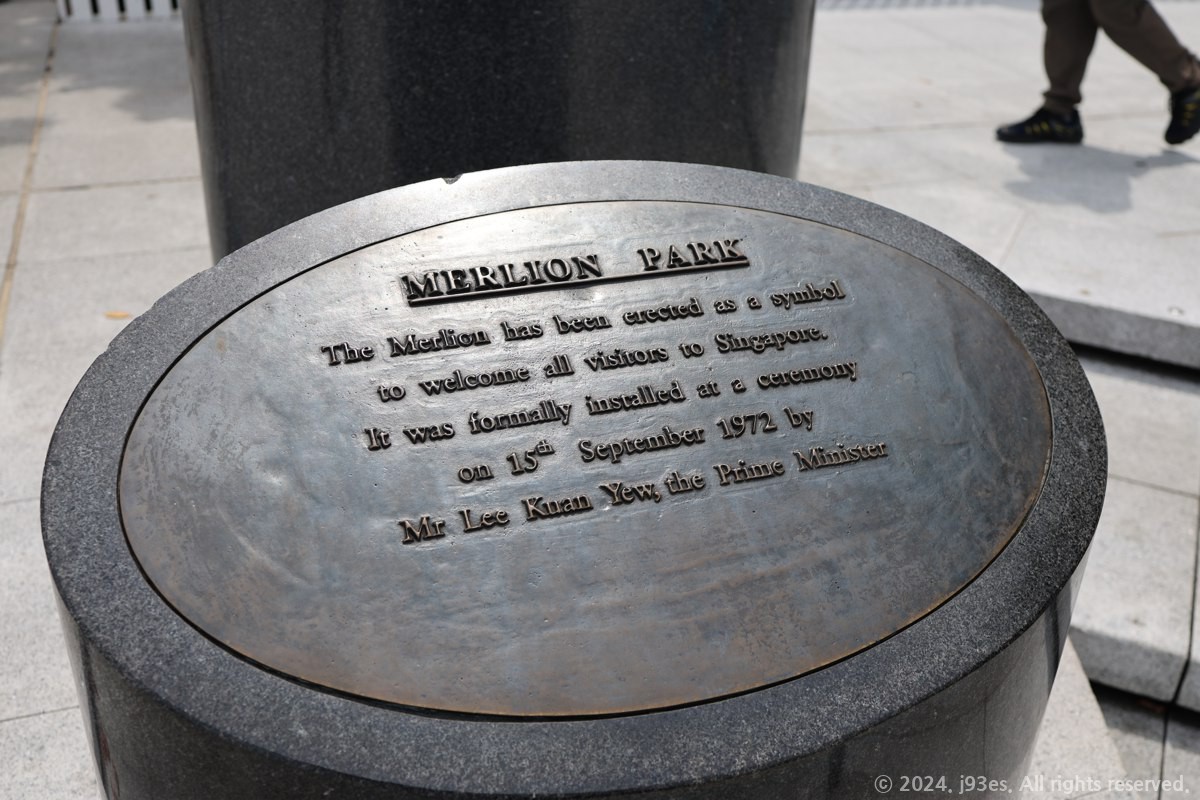 MERLION PARK
The Merlion has been erected as a symbol
to welcome all visitors to Singapore.
It was formally installed at a ceremony
on 15th September 1972 by
Mr Lee Kuan Yew, the Prime Minister
© 2024. j93es. All rights reserved.